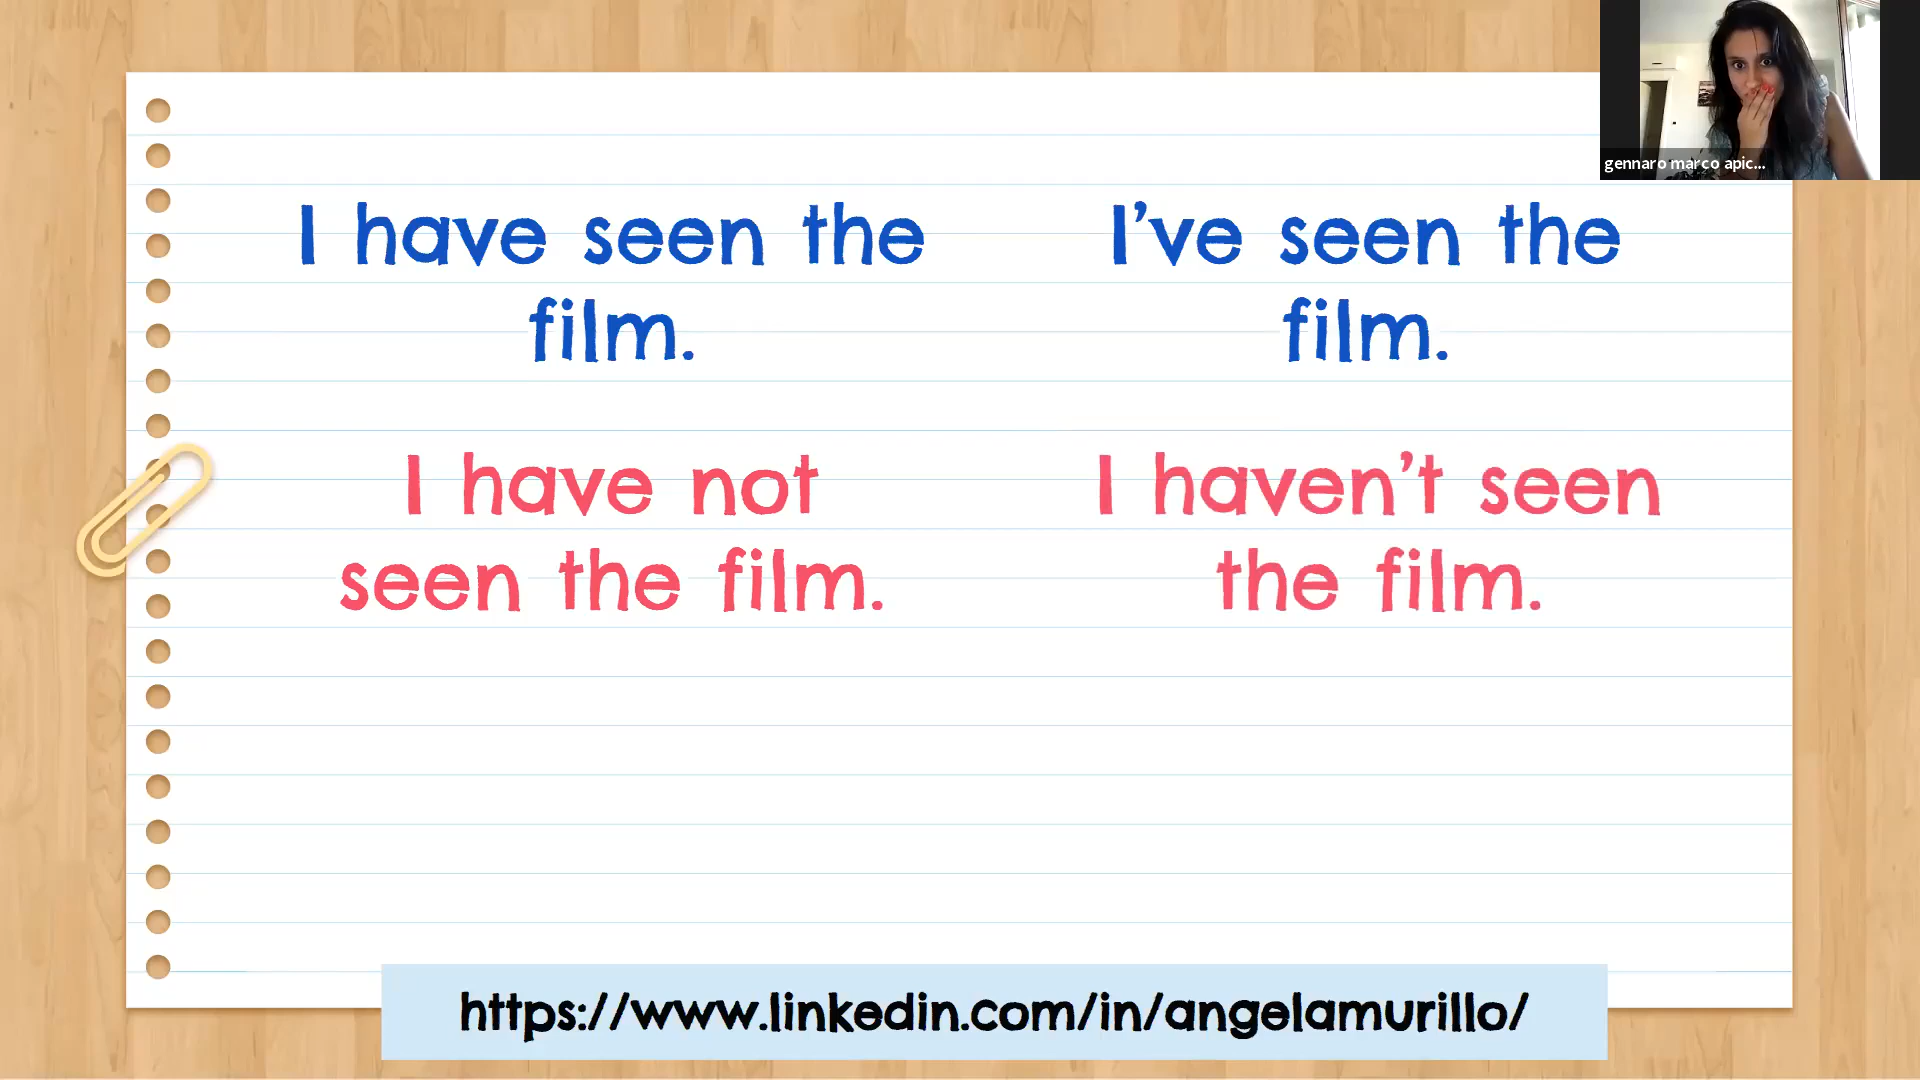 I have seen the
film.
I've seen the
film.
I have not
seen the film.
I haven't seen
the film.
https://www.linkedin.com/in/angelamurillo/
gennaro marco apic...